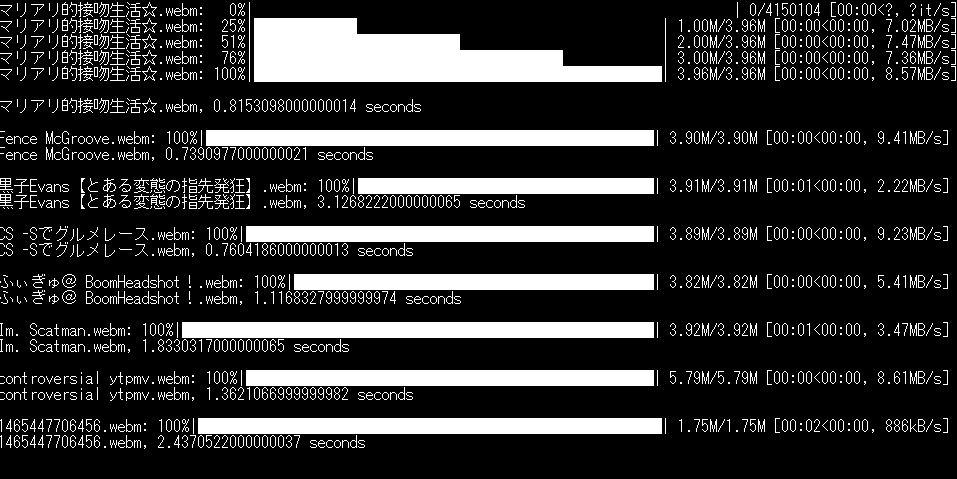 マリアリ的接吻生活☆.webm:   0%| | 0/4150104 [00:00<?, ?it/s]
マリアリ的接吻生活☆.webm:  25%| | 1.00M/3.96M [00:00<00:00, 7.02MB/s]
マリアリ的接吻生活☆.webm:  51%| | 2.00M/3.96M [00:00<00:00, 7.47MB/s]
マリアリ的接吻生活☆.webm:  76%| | 3.00M/3.96M [00:00<00:00, 7.36MB/s]
マリアリ的接吻生活☆.webm: 100%| | 3.96M/3.96M [00:00<00:00, 8.57MB/s]
マリアリ的接吻生活☆.webm, 0.8153098000000014 seconds
Fence McGroove.webm: 100%| | 3.90M/3.90M [00:00<00:00, 9.41MB/s]
Fence McGroove.webm, 0.7390977000000021 seconds
黒子Evans【とある変態の指先発狂】.webm: 100%| | 3.91M/3.91M [00:01<00:00, 2.22MB/s]
黒子Evans【とある変態の指先発狂】.webm, 3.1268222000000065 seconds
CS -Sでグルメレース.webm: 100%| | 3.89M/3.89M [00:00<00:00, 9.23MB/s]
CS -Sでグルメレース.webm, 0.7604186000000013 seconds
ふぃぎゅ@ BoomHeadshot！.webm: 100%| | 3.82M/3.82M [00:00<00:00, 5.41MB/s]
ふぃぎゅ@ BoomHeadshot！.webm, 1.1168327999999974 seconds
Im. Scatman.webm: 100%| | 3.92M/3.92M [00:01<00:00, 3.47MB/s]
Im. Scatman.webm, 1.8330317000000065 seconds
controversial ytpmv.webm: 100%| | 5.79M/5.79M [00:00<00:00, 8.61MB/s]
controversial ytpmv.webm, 1.3621066999999982 seconds
1465447706456.webm: 100%| | 1.75M/1.75M [00:02<00:00, 886kB/s]
1465447706456.webm, 2.4370522000000037 seconds